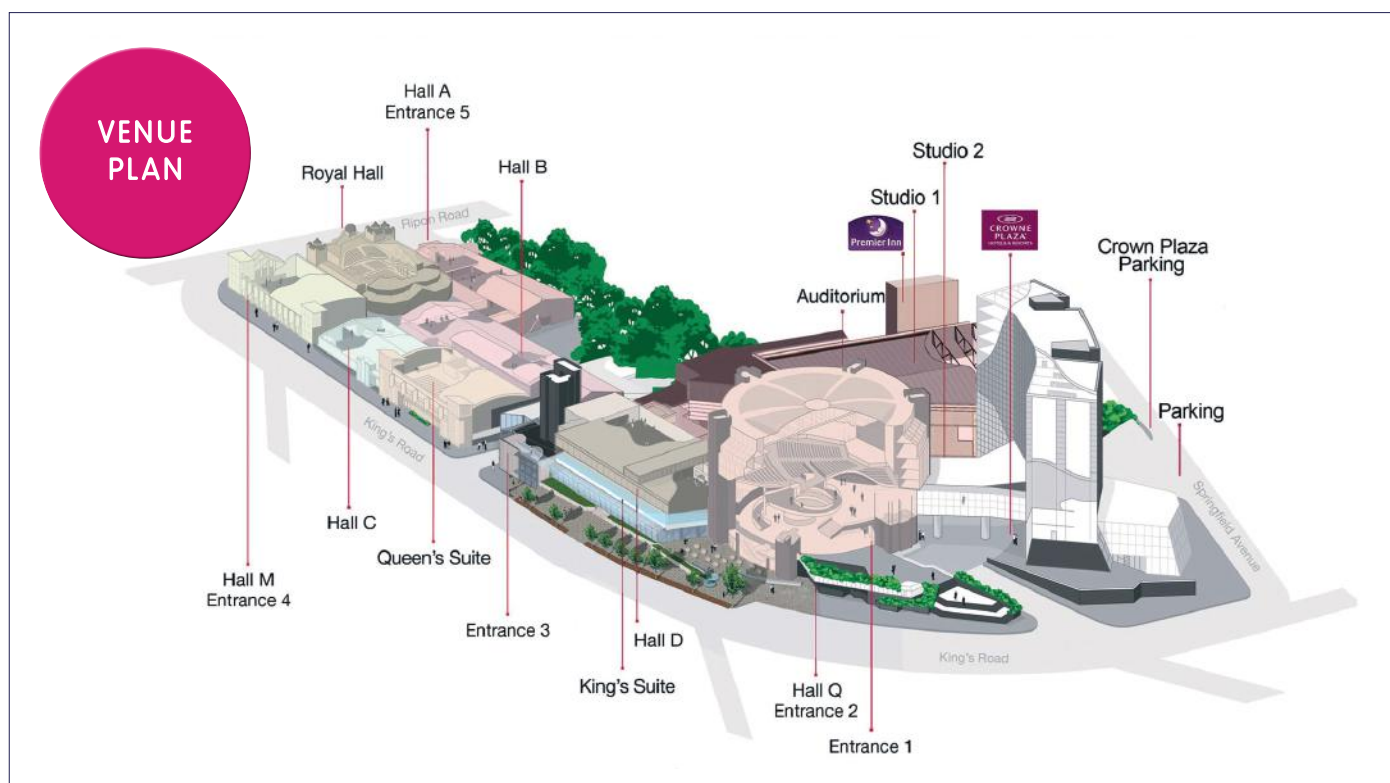 VENUE
PLAN
Hall A
Entrance 5
Royal Hall
Hall B
Ripon Road
Studio 2
Studio 1
Premier Inn
CROWNE
PLAZA
HOTELS & RESORTS
Crown Plaza
Parking
Auditorium
Parking
King's Road
Springfield Avenue
Hall C
Queen's Suite
Hall M
Entrance 4
Entrance 3
Hall D
King's Suite
King's Road
Hall Q
Entrance 2
Entrance 1